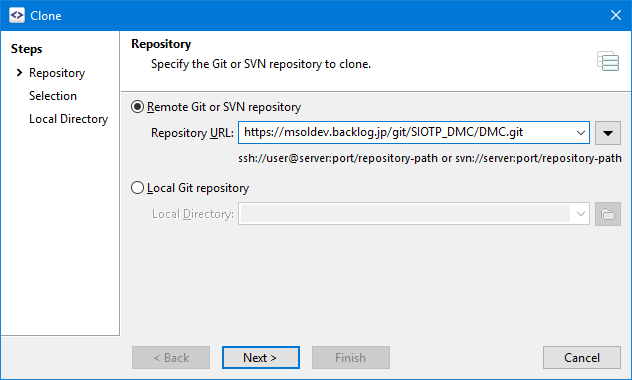 Clone
Steps
Repository
Selection
Local Directory
Repository
Specify the Git or SVN repository to clone.
Remote Git or SVN repository
Repository URL: https://msoldev.backlog.jp/git/SIOTP_DMC/DMC.git
ssh://user@server:port/repository-path or svn://server:port/repository-path
Local Git repository
Local Directory:
< Back Next > Finish Cancel